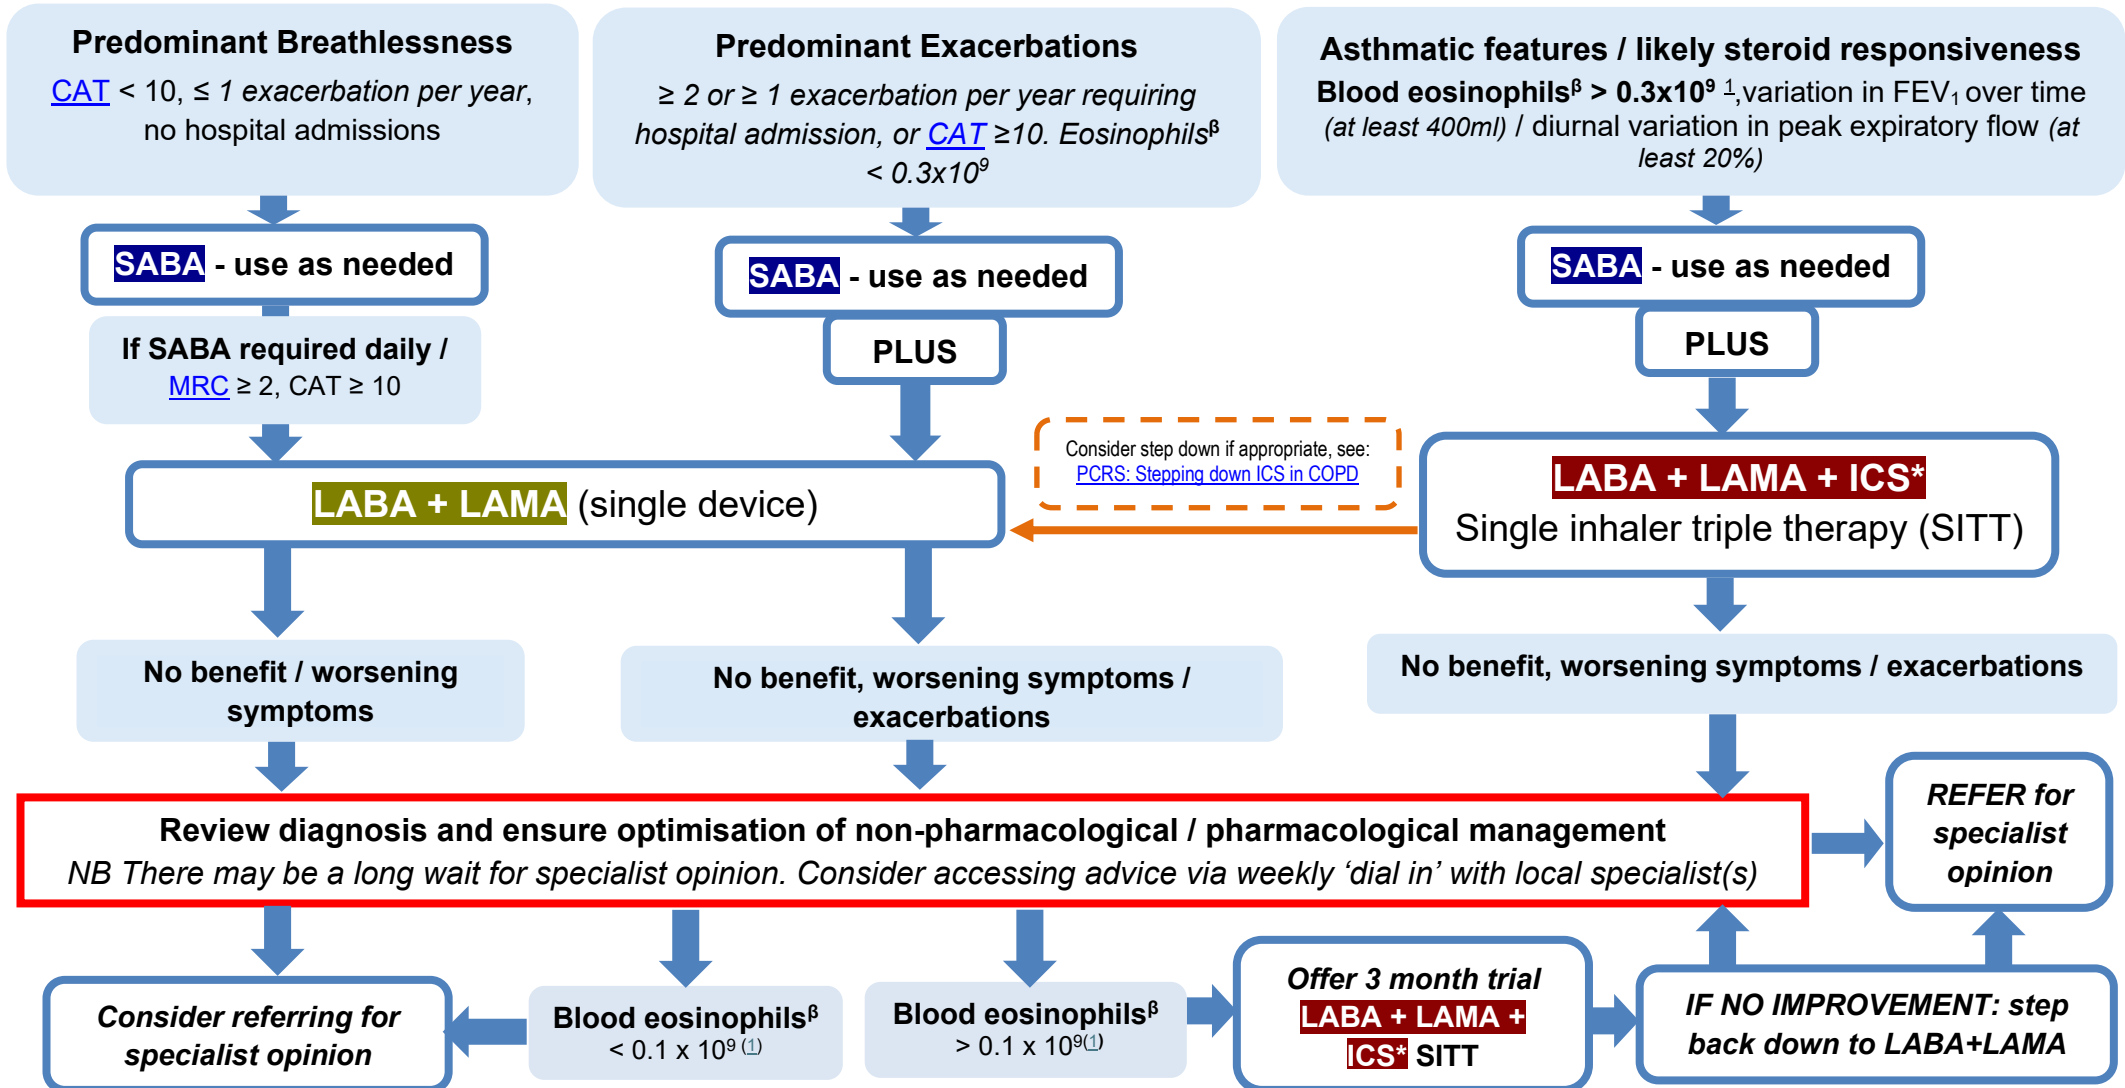 Predominant Breathlessness
CAT < 10, ≤ 1 exacerbation per year,
no hospital admissions
Predominant Exacerbations
≥ 2 or ≥ 1 exacerbation per year requiring
hospital admission, or CAT ≥10. Eosinophilsᵝ
< 0.3x10⁹
Asthmatic features / likely steroid responsiveness
Blood eosinophilsᵝ > 0.3x10⁹ ¹,variation in FEV₁ over time
(at least 400ml) / diurnal variation in peak expiratory flow (at
least 20%)
SABA - use as needed
SABA - use as needed
SABA - use as needed
If SABA required daily /
MRC ≥ 2, CAT ≥ 10
PLUS
PLUS
Consider step down if appropriate, see:
PCRS: Stepping down ICS in COPD
LABA + LAMA (single device)
LABA + LAMA + ICS*
Single inhaler triple therapy (SITT)
No benefit / worsening
symptoms
No benefit, worsening symptoms /
exacerbations
No benefit, worsening symptoms / exacerbations
Review diagnosis and ensure optimisation of non-pharmacological / pharmacological management
NB There may be a long wait for specialist opinion. Consider accessing advice via weekly ‘dial in’ with local specialist(s)
REFER for
specialist
opinion
Consider referring for
specialist opinion
Blood eosinophilsᵝ
< 0.1 x 10⁹ ⁽¹⁾
Blood eosinophilsᵝ
> 0.1 x 10⁹⁽¹⁾
Offer 3 month trial
LABA + LAMA +
ICS* SITT
IF NO IMPROVEMENT: step
back down to LABA+LAMA